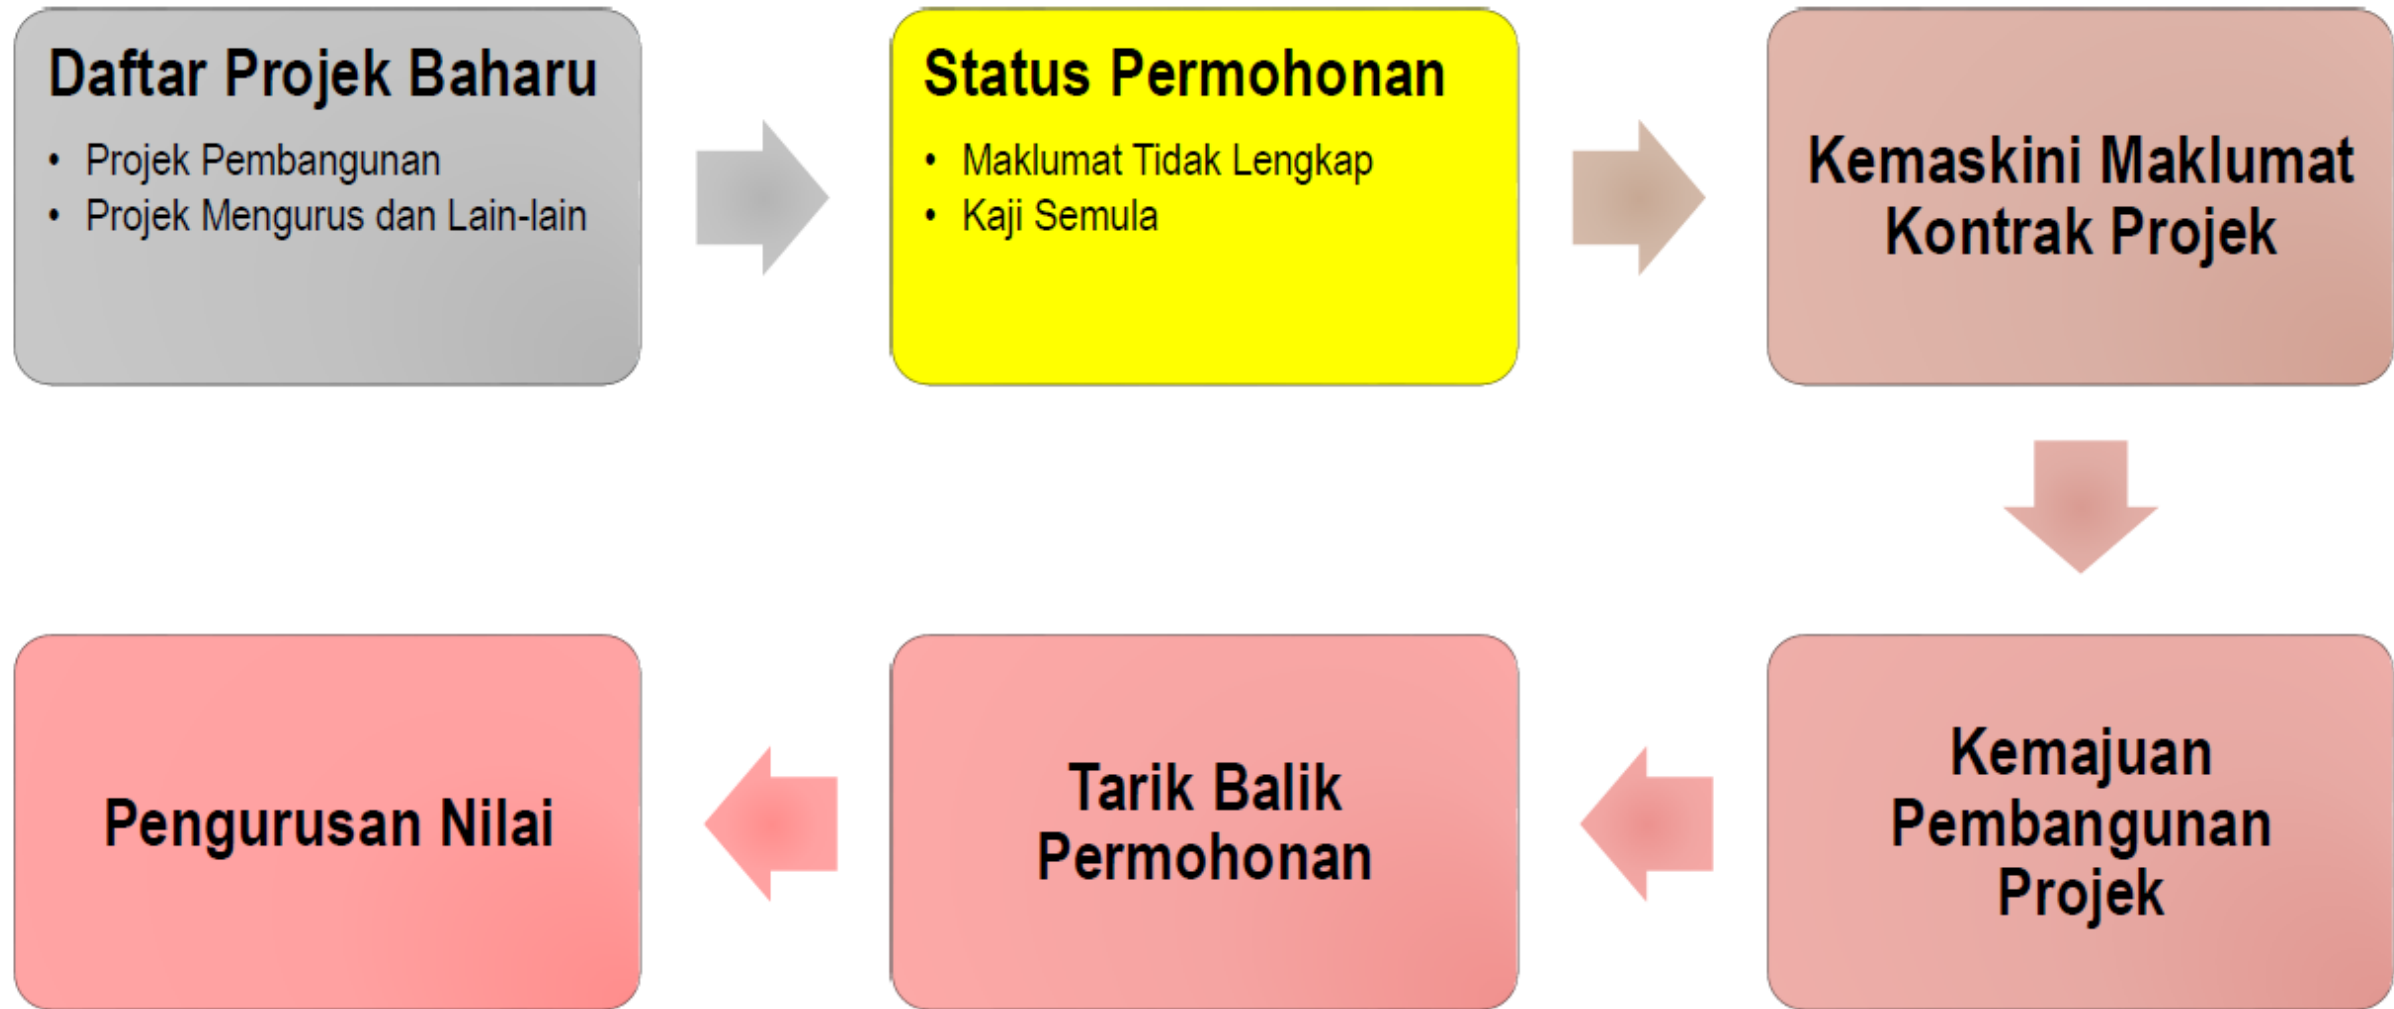 Daftar Projek Baharu
• Projek Pembangunan
• Projek Mengurus dan Lain-lain
Status Permohonan
• Maklumat Tidak Lengkap
• Kaji Semula
Kemaskini Maklumat
Kontrak Projek
Kemajuan
Pembangunan
Projek
Tarik Balik
Permohonan
Pengurusan Nilai